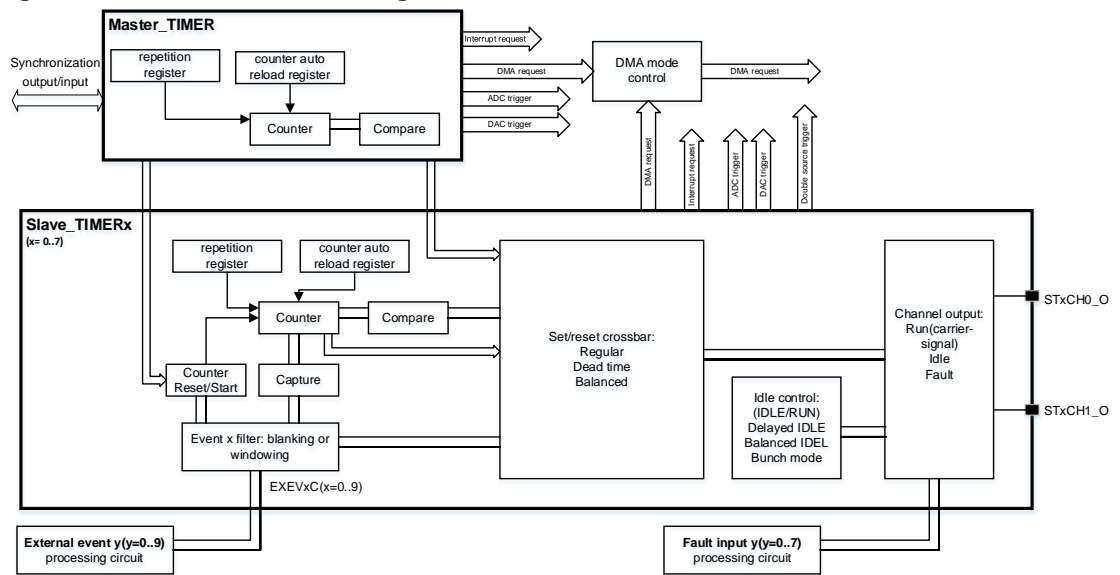 Master_TIMER
Synchronization
output/input
repetition
register
counter auto
reload register
Counter
Compare
Interrupt request
DMA request
ADC trigger
DAC trigger
DMA mode
control
DMA request
DMA request
Interrupt request
ADC trigger
DAC trigger
Double source trigger
Slave_TIMERx
(x= 0..7)
repetition
register
counter auto
reload register
Counter
Compare
Counter
Reset/Start
Capture
Event x filter: blanking or
windowing
EXEVxC(x=0..9)
Set/reset crossbar:
Regular
Dead time
Balanced
Idle control:
(IDLE/RUN)
Delayed IDLE
Balanced IDEL
Bunch mode
Channel output:
Run(carrier-
signal)
Idle
Fault
STxCH0_O
STxCH1_O
External event y(y=0..9)
processing circuit
Fault input y(y=0..7)
processing circuit